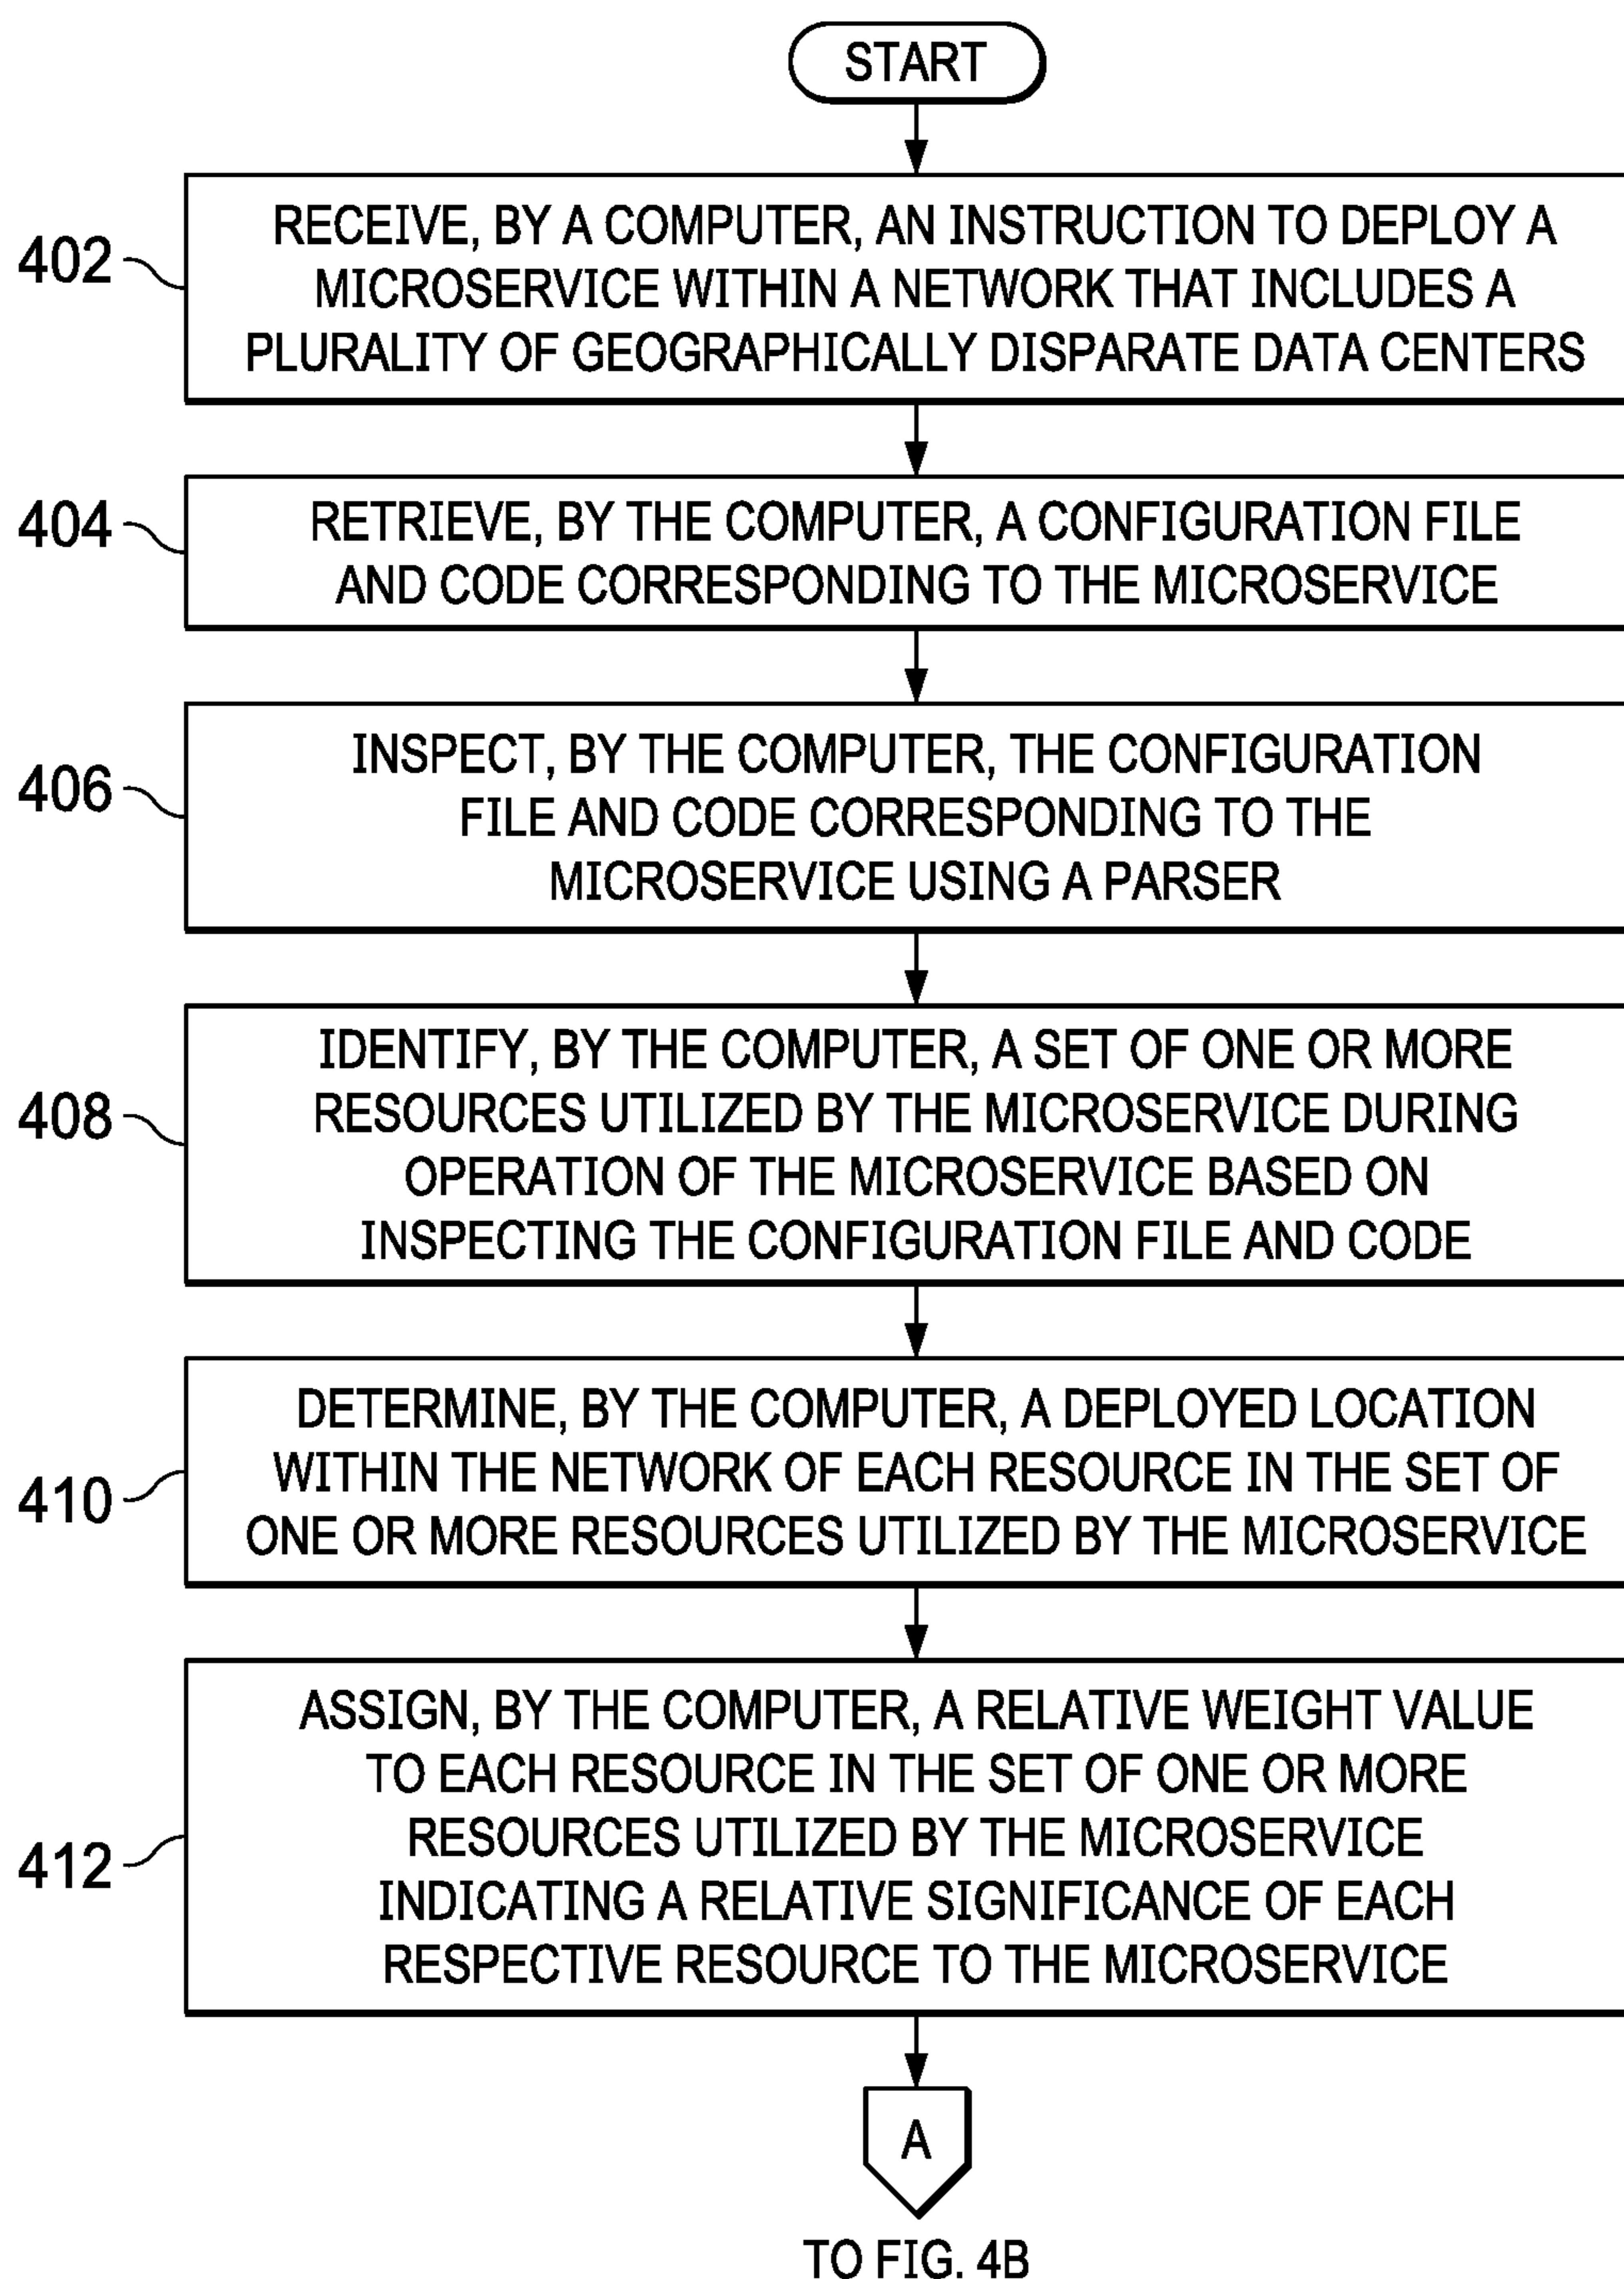 START
402
RECEIVE, BY A COMPUTER, AN INSTRUCTION TO DEPLOY A
MICROSERVICE WITHIN A NETWORK THAT INCLUDES A
PLURALITY OF GEOGRAPHICALLY DISPARATE DATA CENTERS
404
RETRIEVE, BY THE COMPUTER, A CONFIGURATION FILE
AND CODE CORRESPONDING TO THE MICROSERVICE
406
INSPECT, BY THE COMPUTER, THE CONFIGURATION
FILE AND CODE CORRESPONDING TO THE
MICROSERVICE USING A PARSER
408
IDENTIFY, BY THE COMPUTER, A SET OF ONE OR MORE
RESOURCES UTILIZED BY THE MICROSERVICE DURING
OPERATION OF THE MICROSERVICE BASED ON
INSPECTING THE CONFIGURATION FILE AND CODE
410
DETERMINE, BY THE COMPUTER, A DEPLOYED LOCATION
WITHIN THE NETWORK OF EACH RESOURCE IN THE SET OF
ONE OR MORE RESOURCES UTILIZED BY THE MICROSERVICE
412
ASSIGN, BY THE COMPUTER, A RELATIVE WEIGHT VALUE
TO EACH RESOURCE IN THE SET OF ONE OR MORE
RESOURCES UTILIZED BY THE MICROSERVICE
INDICATING A RELATIVE SIGNIFICANCE OF EACH
RESPECTIVE RESOURCE TO THE MICROSERVICE
A
TO FIG. 4B